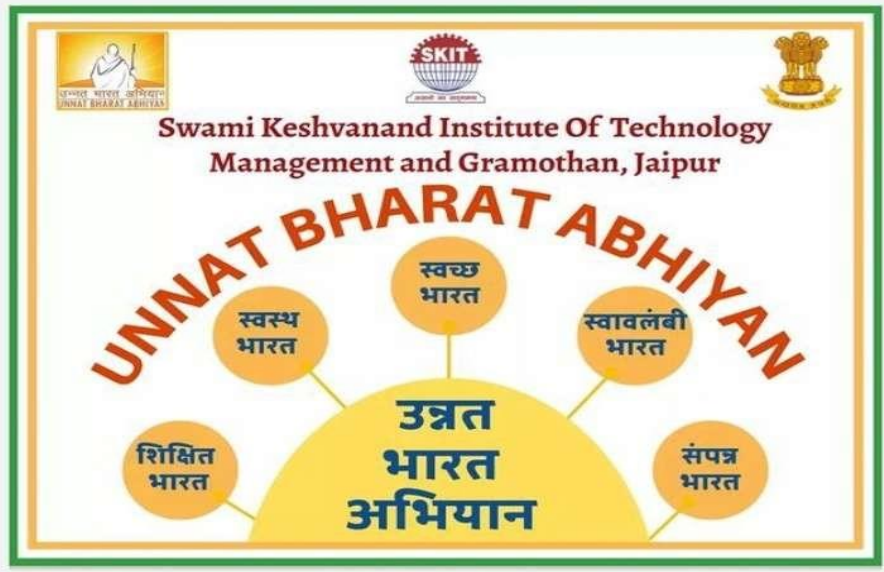 उन्नत भारत अभियान
UNNAT BHARAT ABHIYAN
SKIT
Swami Keshvanand Institute Of Technology
Management and Gramothan, Jaipur
UNNAT BHARAT ABHIYAN
स्वच्छ
भारत
स्वस्थ
भारत
स्वावलंबी
भारत
शिक्षित
भारत
संपन्न
भारत
उन्नत
भारत
अभियान